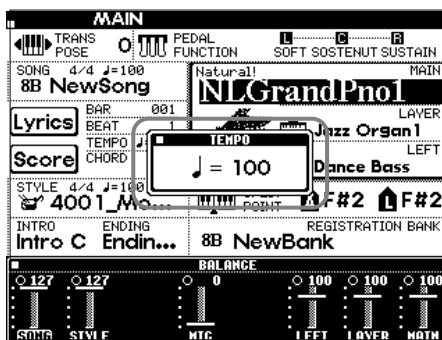 MAIN
TRANS POSE 0 PEDAL FUNCTION L C R SOFT SOSTENUT SUSTAIN
SONG 4/4 ♩=100
8B NewSong
Natural! MAIN
NLGrandPno1
Lyrics
BAR 001
BEAT 1
TEMPO
CHORD
Score
LAYER
Jazz Organ1
LEFT
Dance Bass
TEMPO
♩ = 100
STYLE 4/4 ♩=100
4001_Mo...
POINT F#2 F#2
INTRO ENDING
Intro C Endin...
REGISTRATION BANK
8B NewBank
BALANCE
127 127 0 100 100 100
SONG STYLE MIC LEFT LAYER MAIN